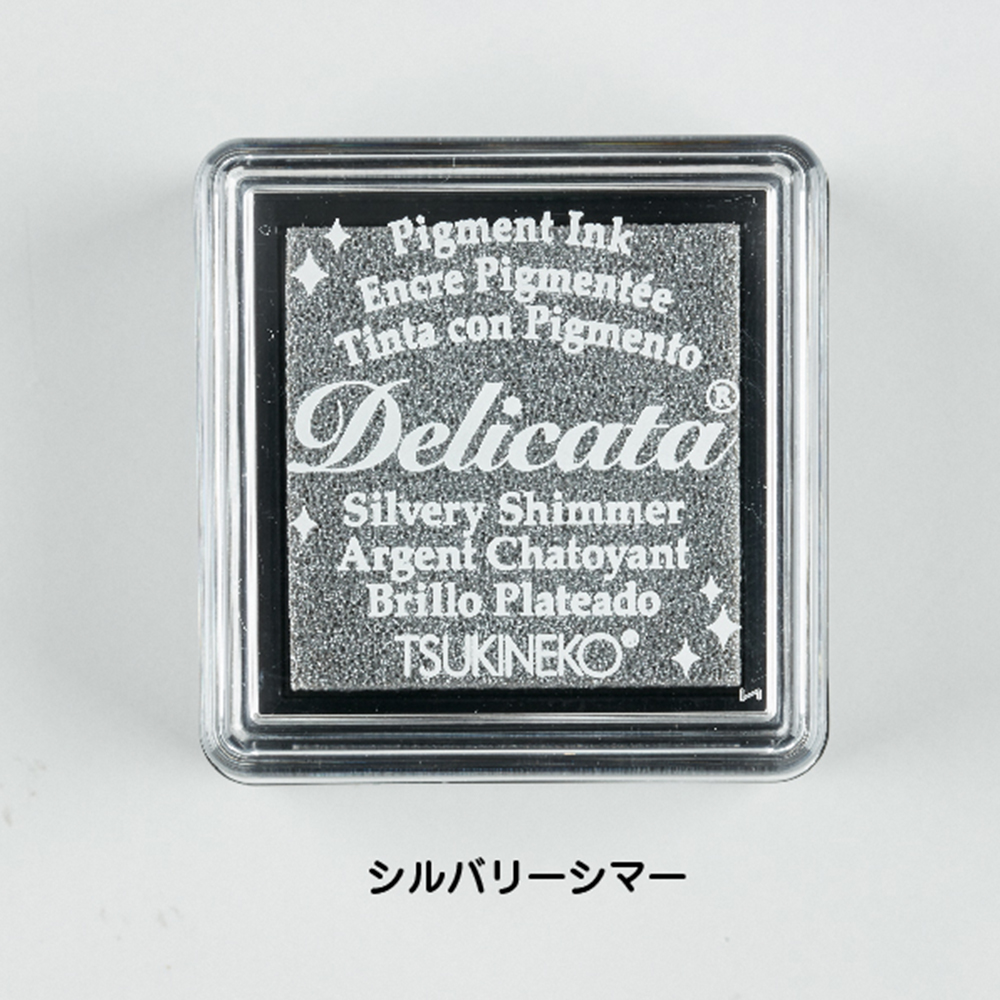 Pigment Ink
Encre Pigmentée
Tinta con Pigmento
Delicata®
Silvery Shimmer
Argent Chatoyant
Brillo Plateado
TSUKINEKO®
シルバリーシマー